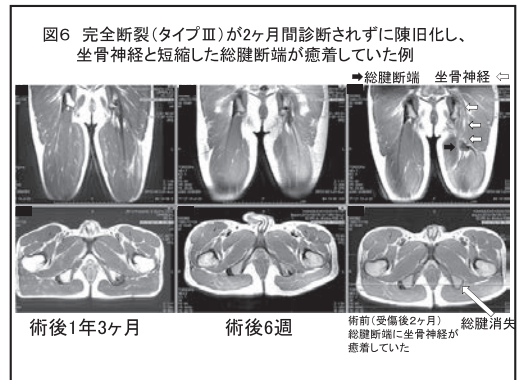 図6 完全断裂(タイプⅢ)が2ヶ月間診断されずに陳旧化し、
坐骨神経と短縮した総腱断端が癒着していた例
➡総腱断端 坐骨神経⇦
術後1年3ヶ月
術後6週
術前(受傷後2ヶ月)
総腱断端に坐骨神経が
癒着していた
総腱消失